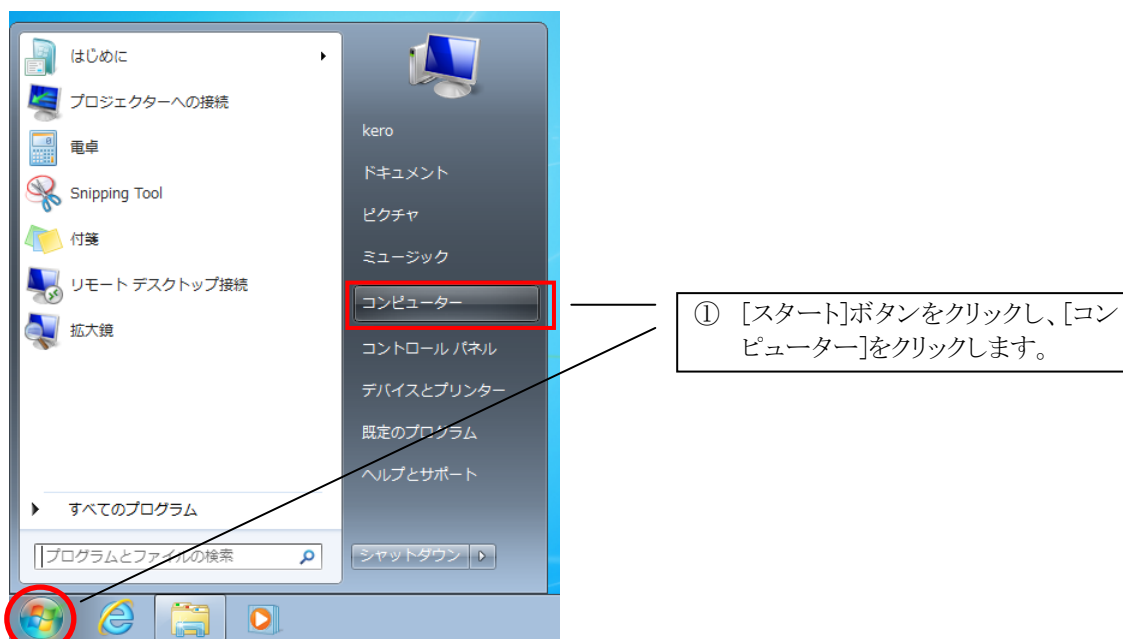 はじめに
プロジェクターへの接続
電卓
Snipping Tool
付箋
リモート デスクトップ接続
拡大鏡
すべてのプログラム
プログラムとファイルの検索
kero
ドキュメント
ピクチャ
ミュージック
コンピューター
コントロール パネル
デバイスとプリンター
既定のプログラム
ヘルプとサポート
シャットダウン
① [スタート]ボタンをクリックし、[コン
ピューター]をクリックします。